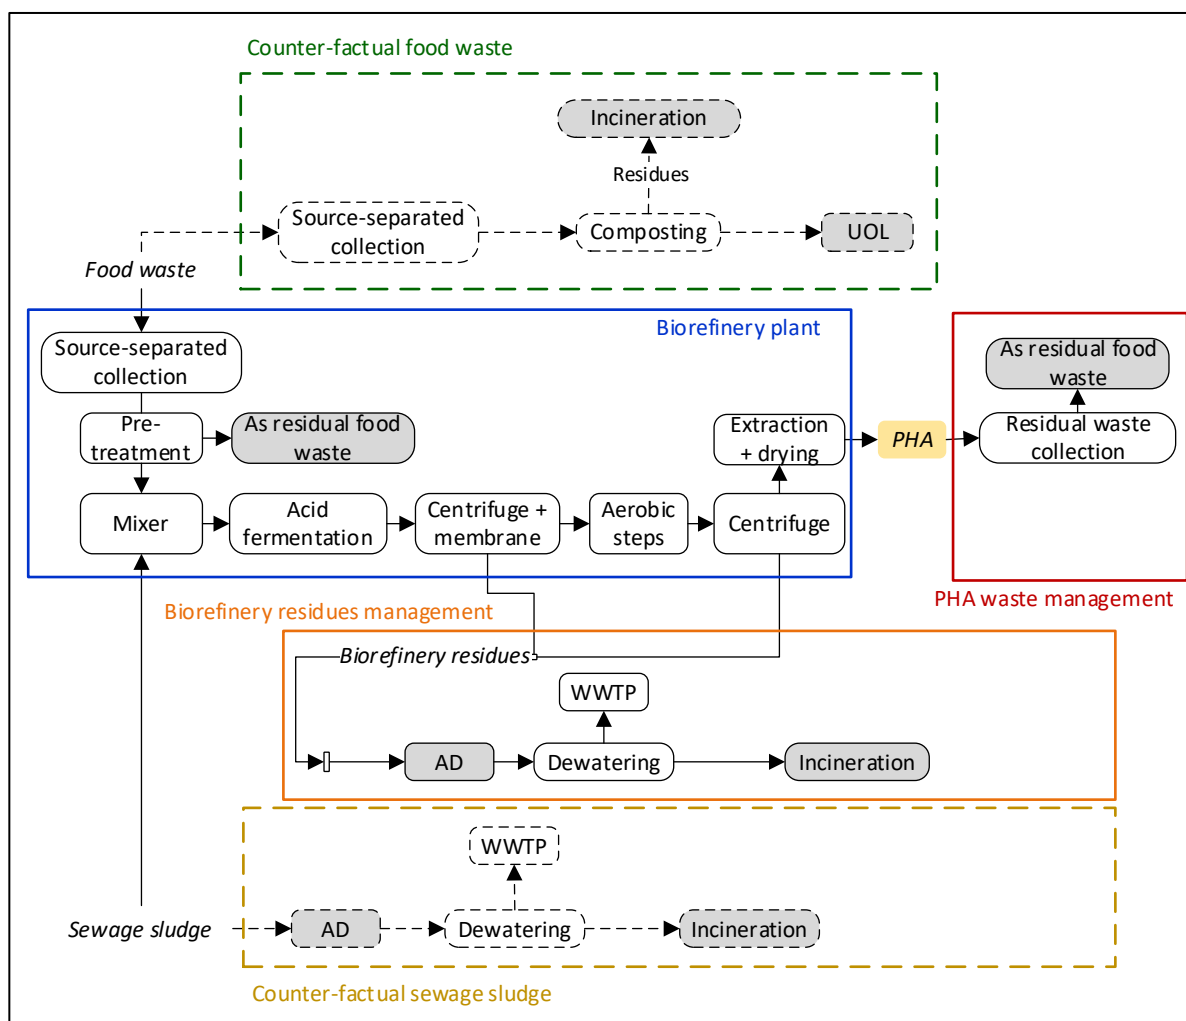 Counter-factual food waste
Incineration
Residues
Source-separated
collection
Composting
UOL
Food waste
Biorefinery plant
Source-separated
collection
Pre-
treatment
As residual food
waste
Extraction
+ drying
PHA
As residual food
waste
Residual waste
collection
Mixer
Acid
fermentation
Centrifuge +
membrane
Aerobic
steps
Centrifuge
PHA waste management
Biorefinery residues management
Biorefinery residues
WWTP
AD
Dewatering
Incineration
WWTP
Sewage sludge
AD
Dewatering
Incineration
Counter-factual sewage sludge